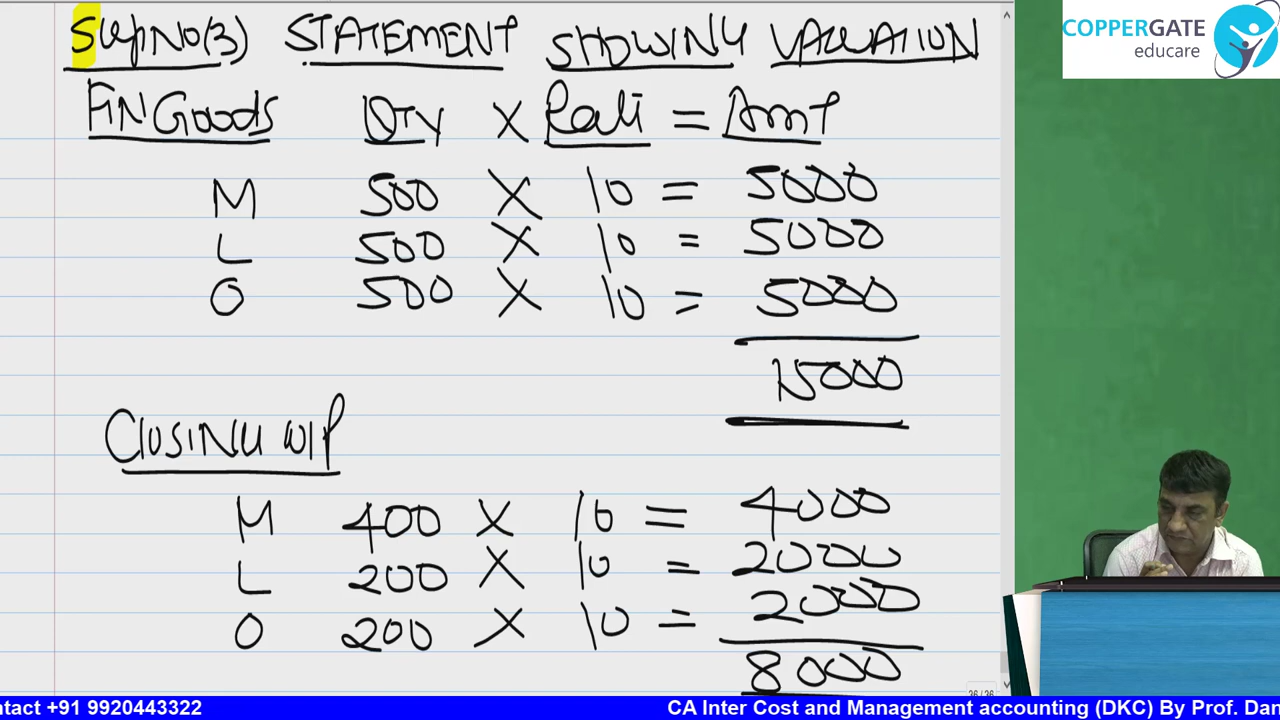 STEP NO(3) STATEMENT SHOWING VALUATION
FIN Goods Qty X Rate = Amt
M 500 X 10 = 5000
L 500 X 10 = 5000
O 500 X 10 = 5000
15000
CLOSING WIP
M 400 X 10 = 4000
L 200 X 10 = 2000
O 200 X 10 = 2000
8000
COPPERGATE
educare
36/36
ntact +91 9920443322
CA Inter Cost and Management accounting (DKC) By Prof. Dan